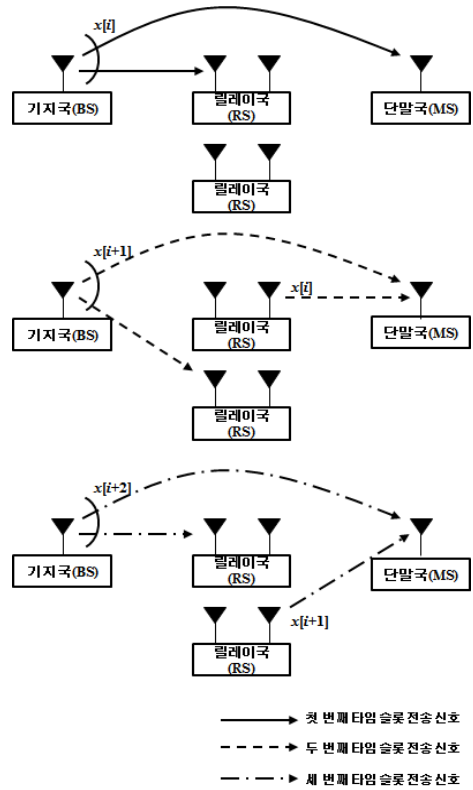 x[i]
기지국(BS)
릴레이국
(RS)
단말국(MS)
릴레이국
(RS)
x[i+1]
x[i]
기지국(BS)
릴레이국
(RS)
단말국(MS)
릴레이국
(RS)
x[i+2]
기지국(BS)
릴레이국
(RS)
단말국(MS)
릴레이국
(RS)
x[i+1]
첫 번째 타임 슬롯 전송 신호
두 번째 타임 슬롯 전송 신호
세 번째 타임 슬롯 전송 신호